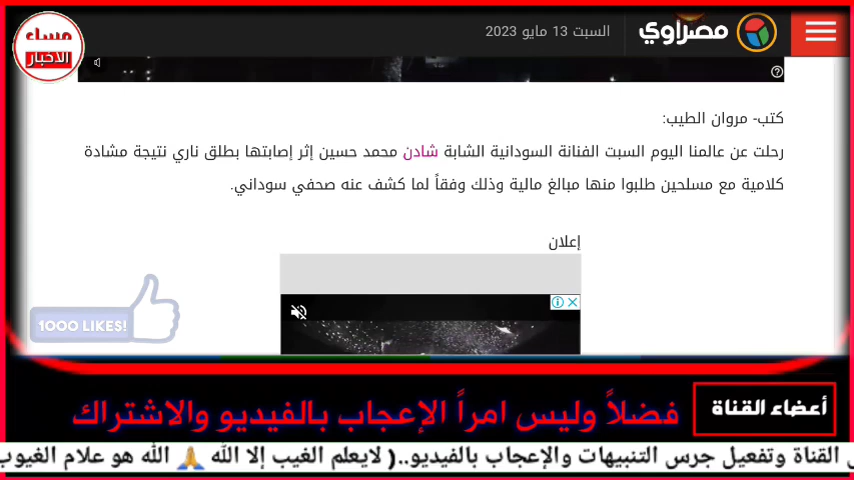 السبت 13 مايو 2023
مصراوي
مساء
الاخبار
كتب- مروان الطيب:
رحلت عن عالمنا اليوم السبت الفنانة السودانية الشابة شادن محمد حسين إثر إصابتها بطلق ناري نتيجة مشادة
كلامية مع مسلحين طلبوا منها مبالغ مالية وذلك وفقاً لما كشف عنه صحفي سوداني.
إعلان
1000 LIKES!
أعضاء القناة
فضلاً وليس امراً الإعجاب بالفيديو والاشتراك
القناة وتفعيل جرس التنبيهات والإعجاب بالفيديو..( لايعلم الغيب إلا الله 🙏 الله هو علام الغيوب